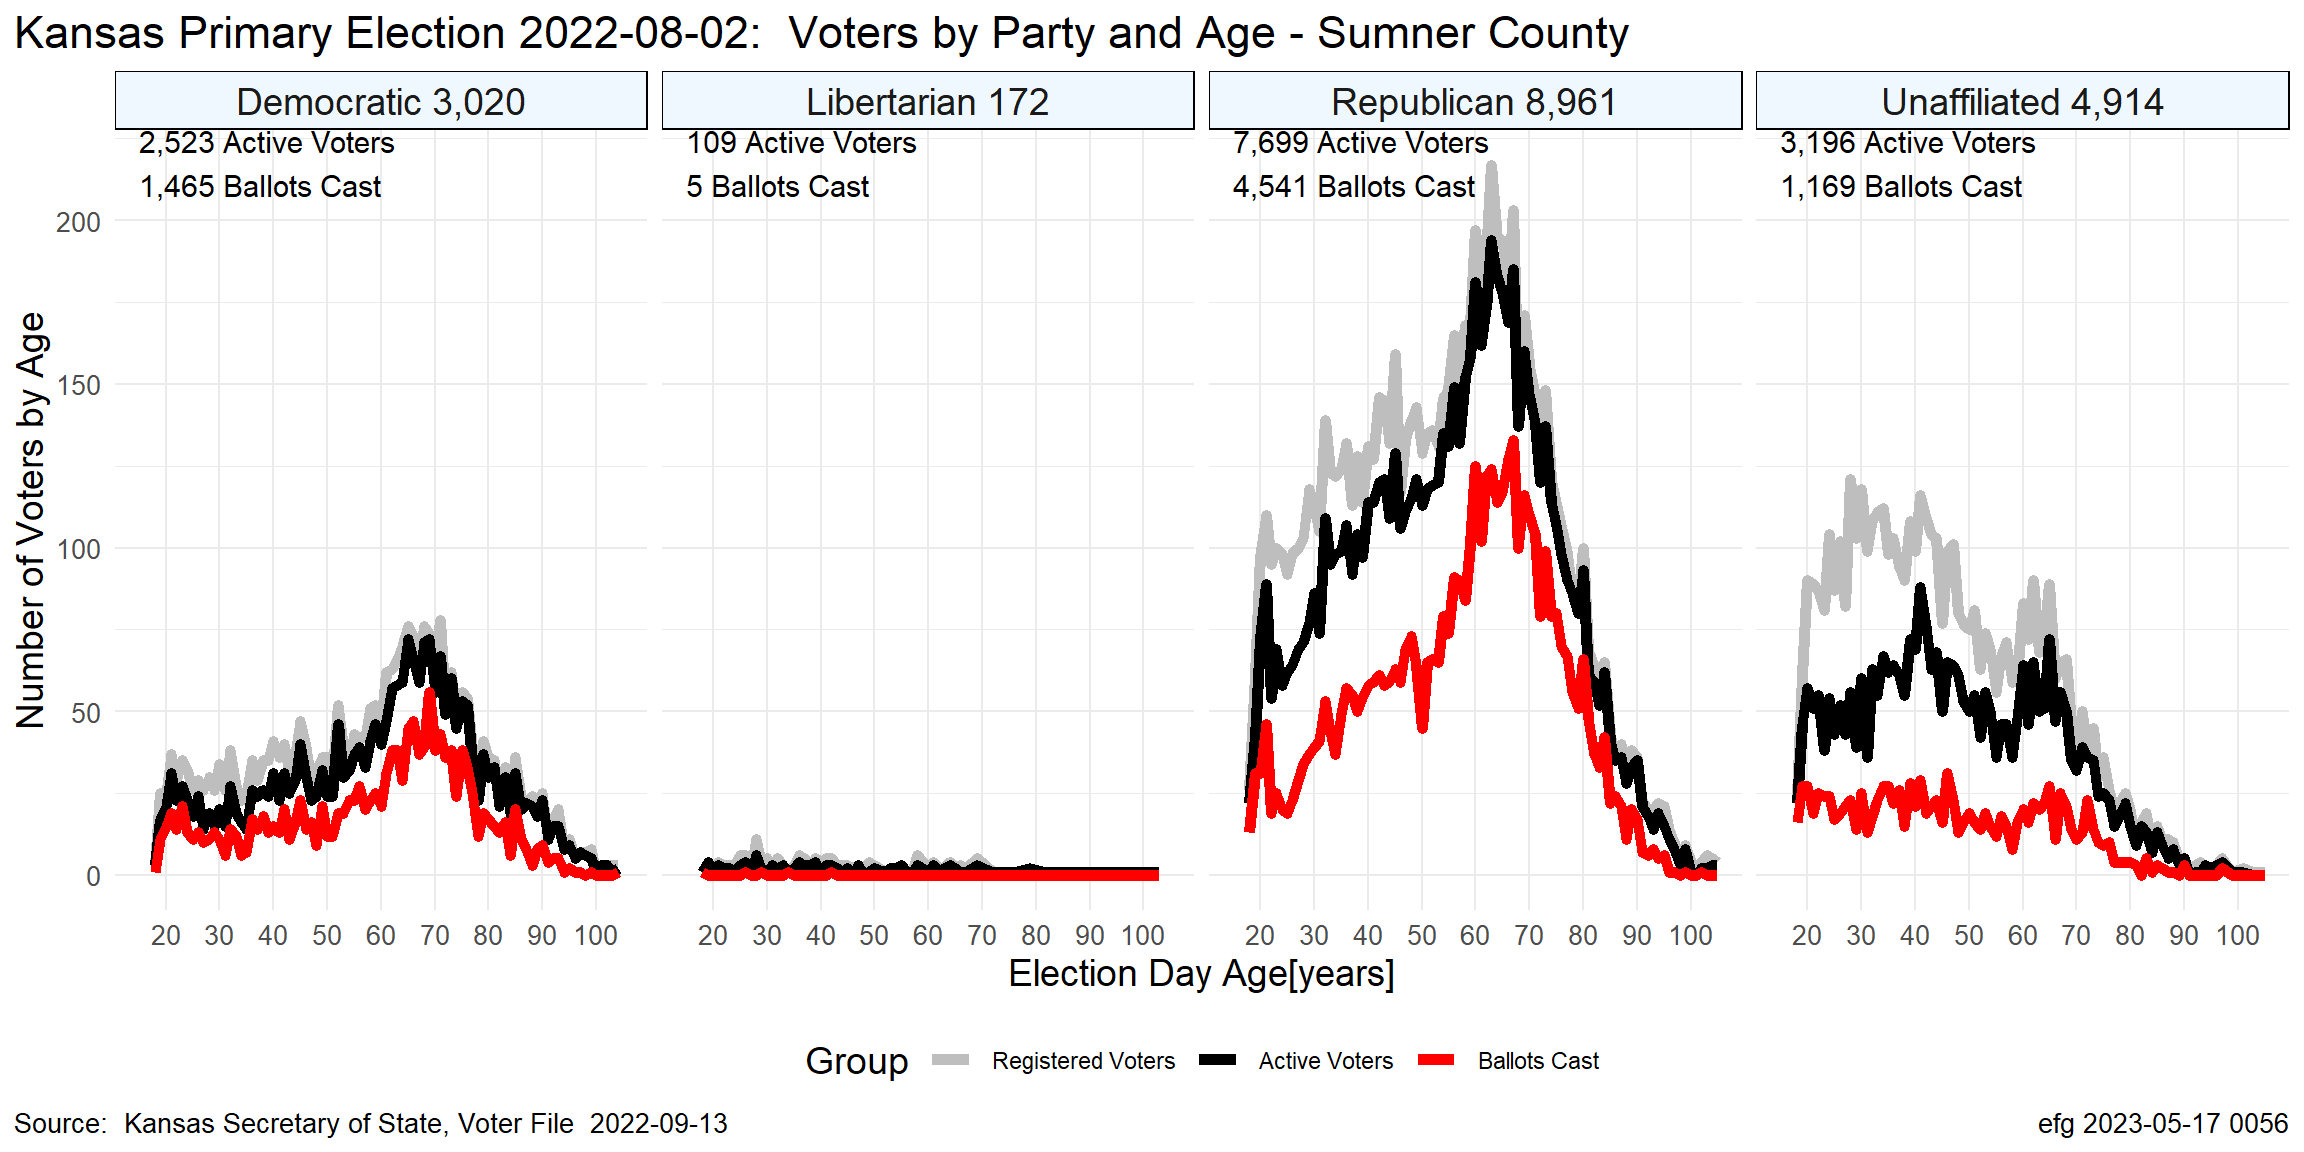 Kansas Primary Election 2022-08-02:  Voters by Party and Age - Sumner County
Democratic 3,020
Libertarian 172
Republican 8,961
Unaffiliated 4,914
2,523 Active Voters
1,465 Ballots Cast
109 Active Voters
5 Ballots Cast
7,699 Active Voters
4,541 Ballots Cast
3,196 Active Voters
1,169 Ballots Cast
Number of Voters by Age
200
150
100
50
0
20 30 40 50 60 70 80 90 100
20 30 40 50 60 70 80 90 100
20 30 40 50 60 70 80 90 100
20 30 40 50 60 70 80 90 100
Election Day Age[years]
Group Registered Voters Active Voters Ballots Cast
Source:  Kansas Secretary of State, Voter File  2022-09-13
efg 2023-05-17 0056